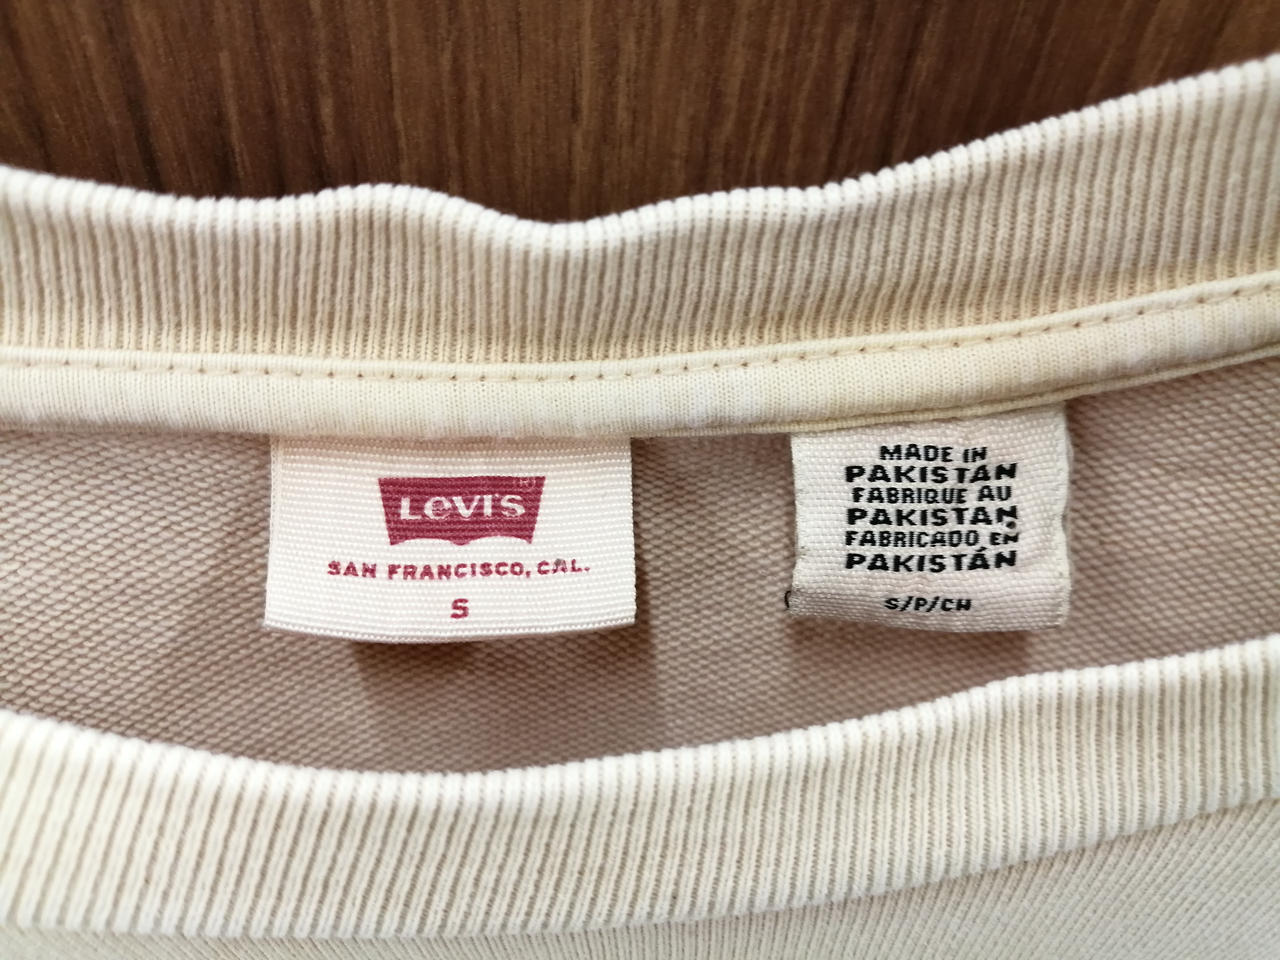 Levi's
SAN FRANCISCO, CAL.
S
MADE IN
PAKISTAN
FABRIQUE AU
PAKISTAN
FABRICADO EN
PAKISTÁN
S/P/CH